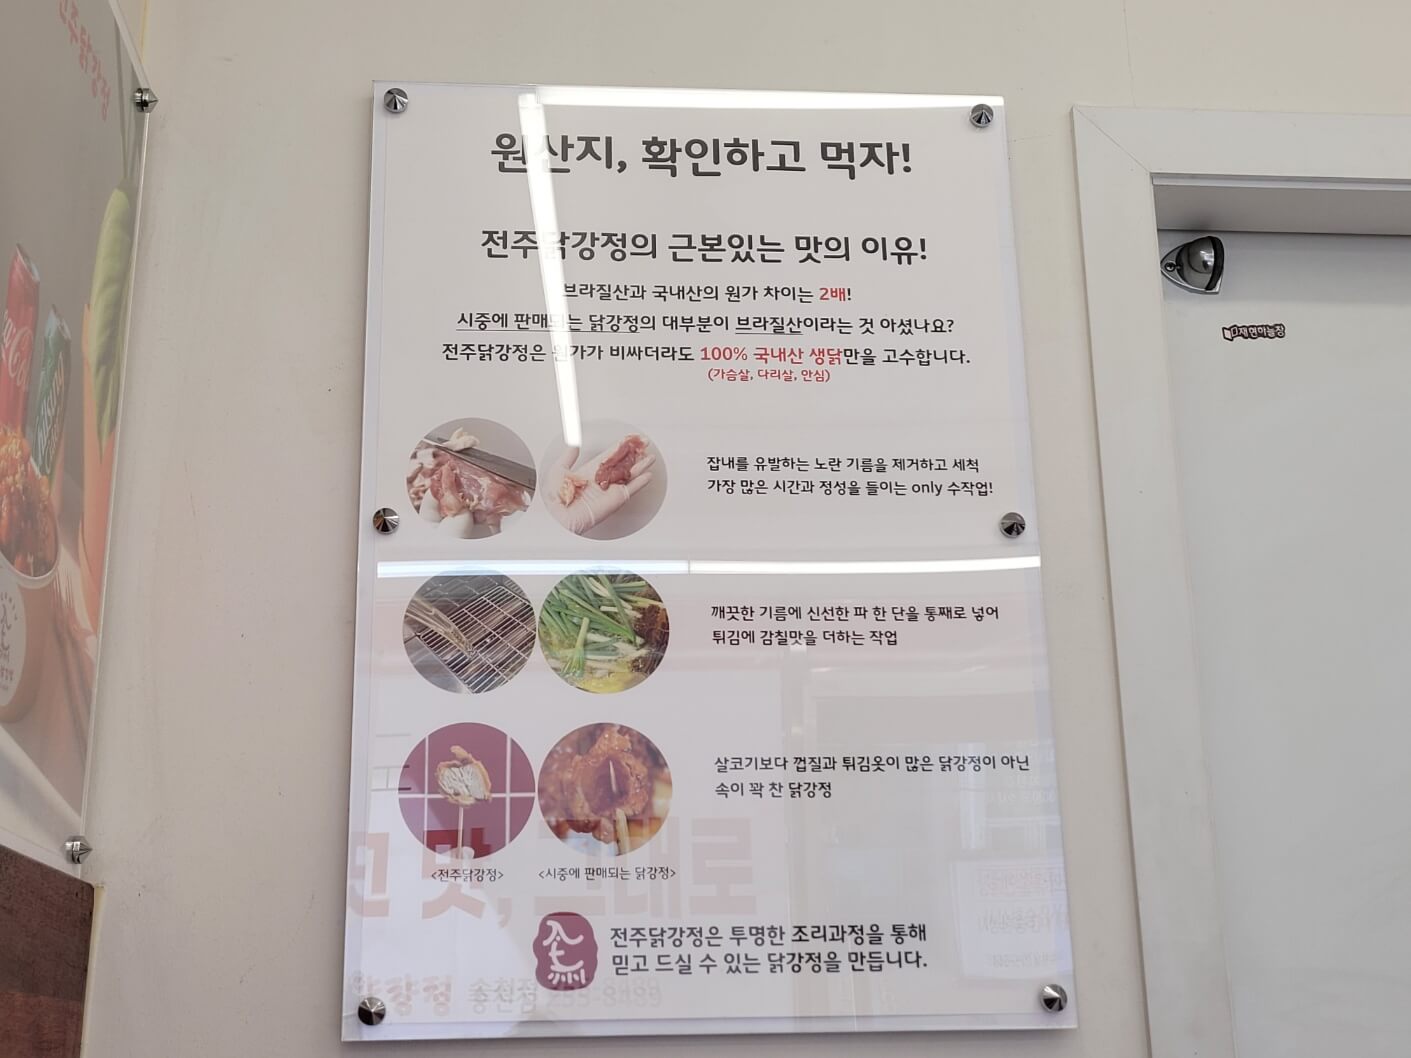 원산지, 확인하고 먹자!
전주닭강정의 근본있는 맛의 이유!
브라질산과 국내산의 원가 차이는 2배!
시중에 판매되는 닭강정의 대부분이 브라질산이라는 것 아셨나요?
전주닭강정은 원가가 비싸더라도 100% 국내산 생닭만을 고수합니다.
(가슴살, 다리살, 안심)
잡내를 유발하는 노란 기름을 제거하고 세척
가장 많은 시간과 정성을 들이는 only 수작업!
깨끗한 기름에 신선한 파 한 단을 통째로 넣어
튀김에 감칠맛을 더하는 작업
살코기보다 껍질과 튀김옷이 많은 닭강정이 아닌
속이 꽉 찬 닭강정
<전주닭강정>
<시중에 판매되는 닭강정>
전주닭강정은 투명한 조리과정을 통해
믿고 드실 수 있는 닭강정을 만듭니다.
재현하늘창